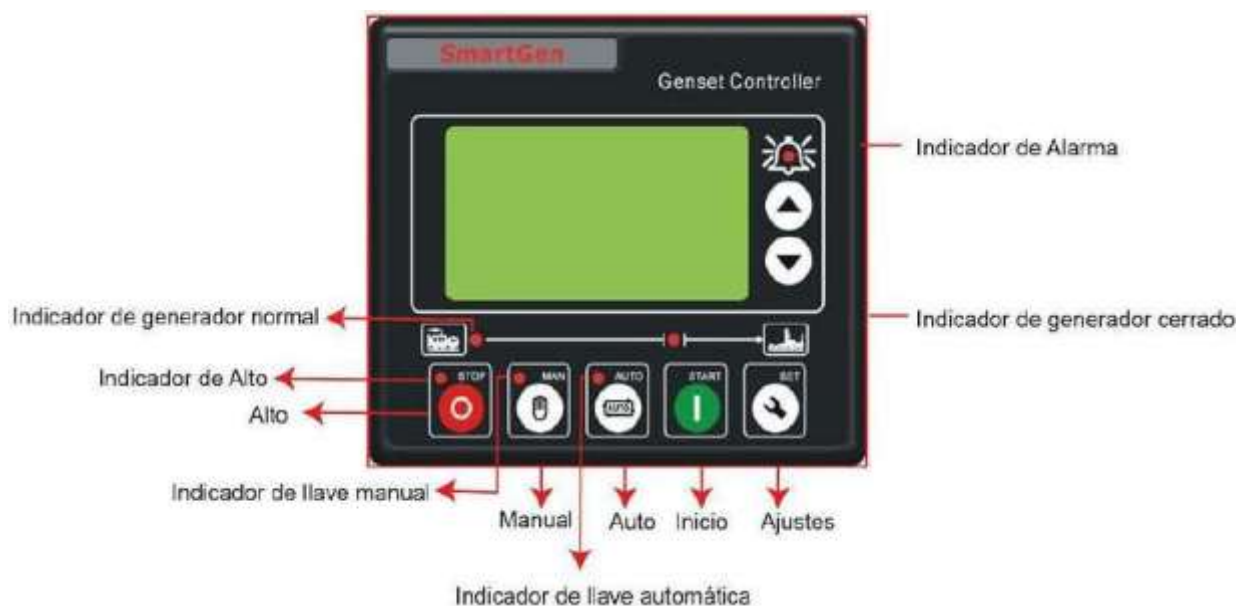 SmartGen
Genset Controller
Indicador de Alarma
Indicador de generador normal
Indicador de generador cerrado
Indicador de Alto
STOP
MAN
AUTO
START
SET
Alto
AUTO
Indicador de llave manual
Manual
Auto
Inicio
Ajustes
Indicador de llave automática